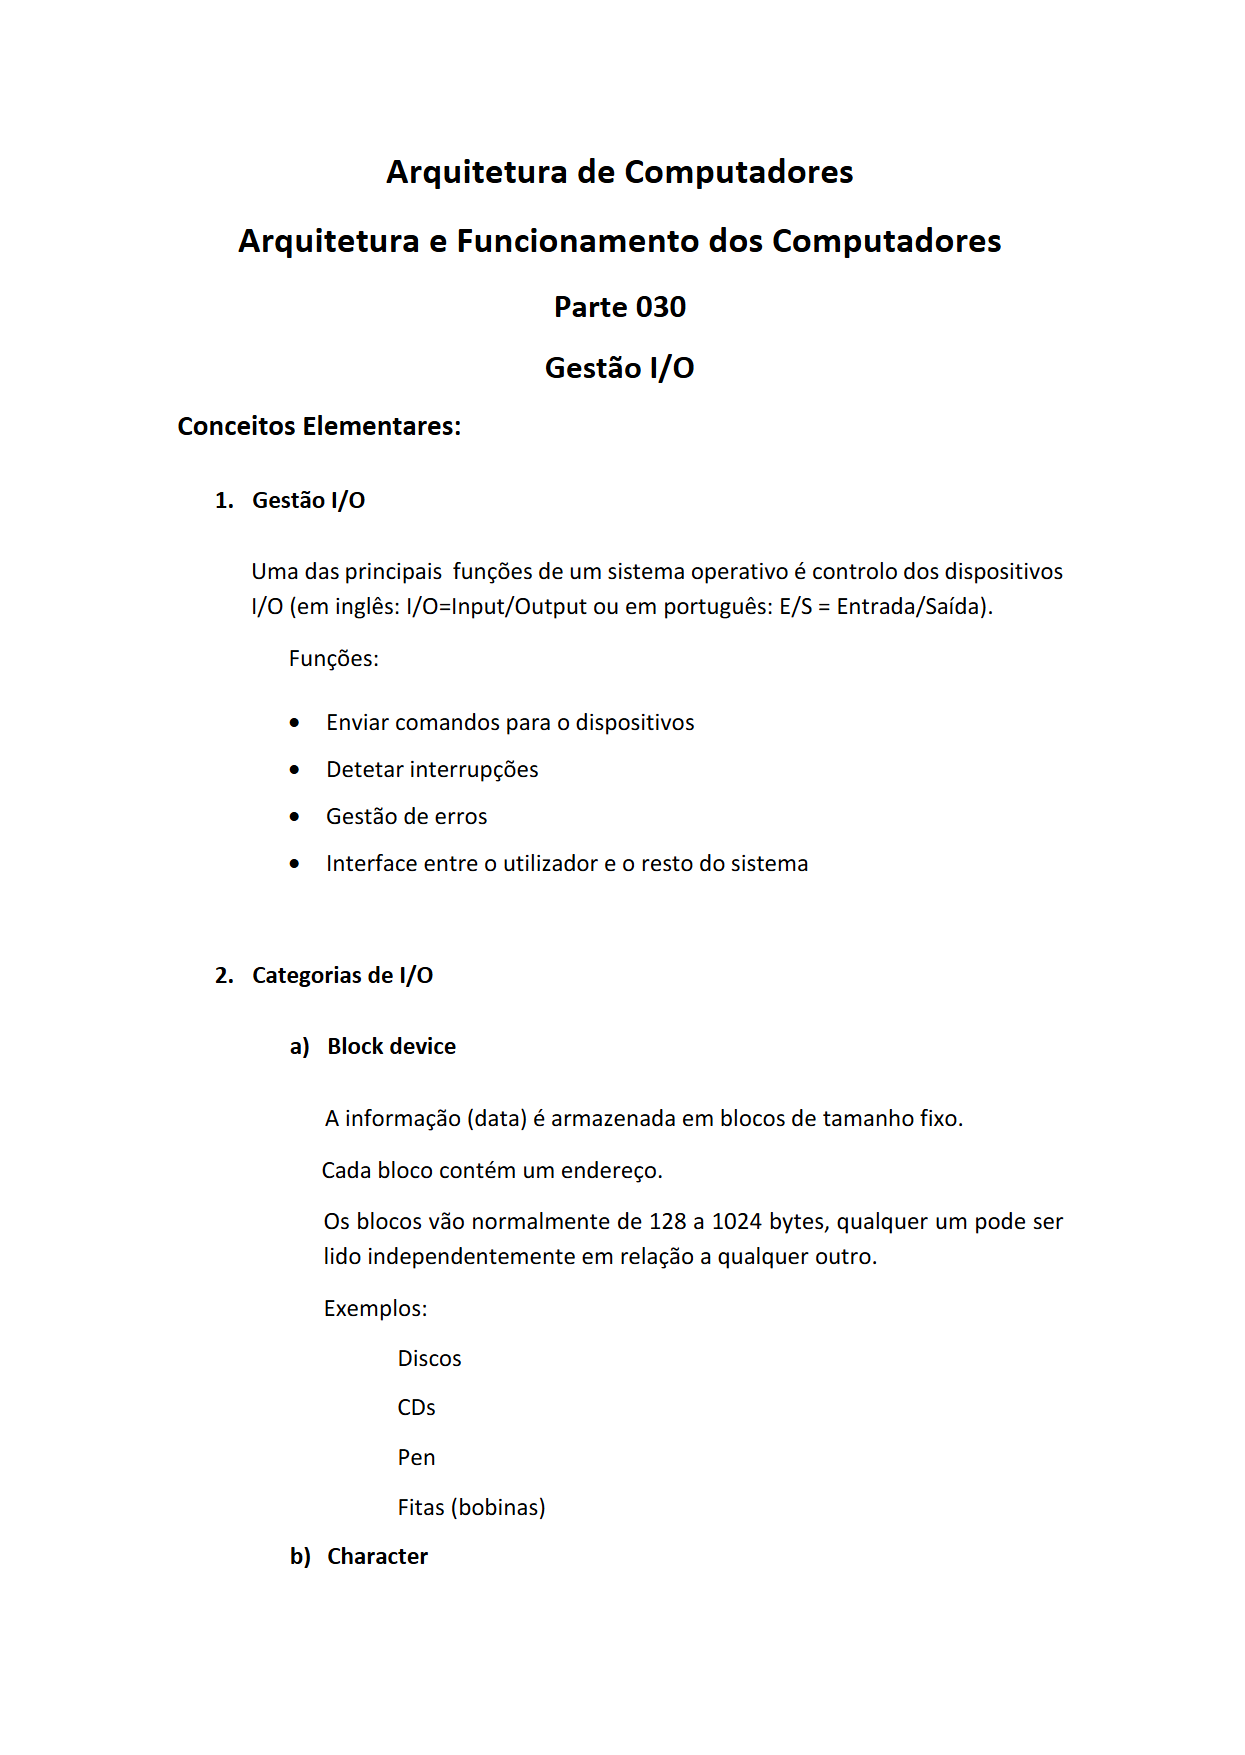 Arquitetura de Computadores
Arquitetura e Funcionamento dos Computadores
Parte 030
Gestão I/O
Conceitos Elementares:
1. Gestão I/O
Uma das principais  funções de um sistema operativo é controlo dos dispositivos
I/O (em inglês: I/O=Input/Output ou em português: E/S = Entrada/Saída).
Funções:
• Enviar comandos para o dispositivos
• Detetar interrupções
• Gestão de erros
• Interface entre o utilizador e o resto do sistema
2. Categorias de I/O
a) Block device
A informação (data) é armazenada em blocos de tamanho fixo.
Cada bloco contém um endereço.
Os blocos vão normalmente de 128 a 1024 bytes, qualquer um pode ser
lido independentemente em relação a qualquer outro.
Exemplos:
Discos
CDs
Pen
Fitas (bobinas)
b) Character